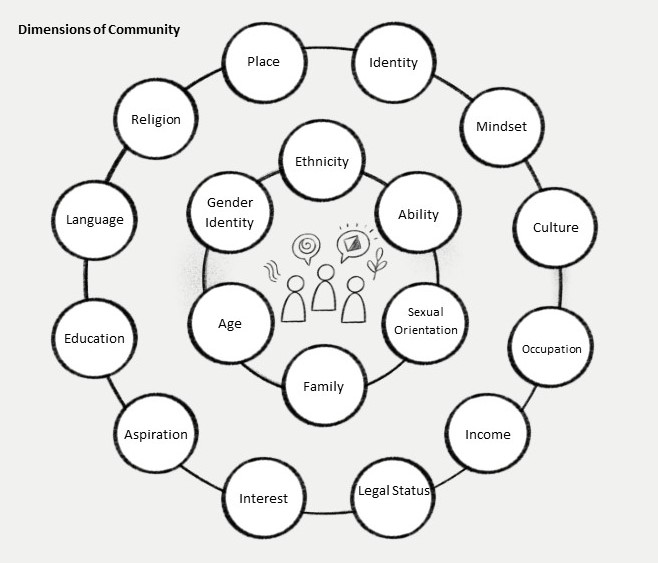 Dimensions of Community
Place
Identity
Mindset
Culture
Occupation
Income
Legal Status
Interest
Aspiration
Education
Language
Religion
Ethnicity
Ability
Sexual
Orientation
Family
Age
Gender
Identity